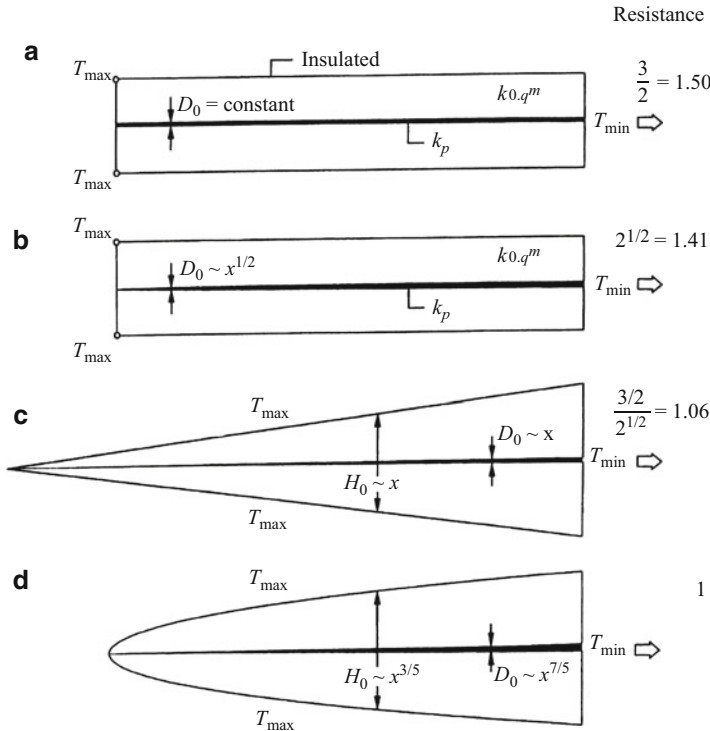 Resistance
a
T_max
Insulated
D_0 = constant
k_0.q^m
3/2 = 1.50
T_min
k_p
T_max
b
T_max
k_0.q^m
2^{1/2} = 1.41
D_0 ~ x^{1/2}
T_min
k_p
T_max
c
T_max
(3/2)/2^{1/2} = 1.06
D_0 ~ x
T_min
H_0 ~ x
T_max
d
T_max
1
T_min
H_0 ~ x^{3/5}
D_0 ~ x^{7/5}
T_max